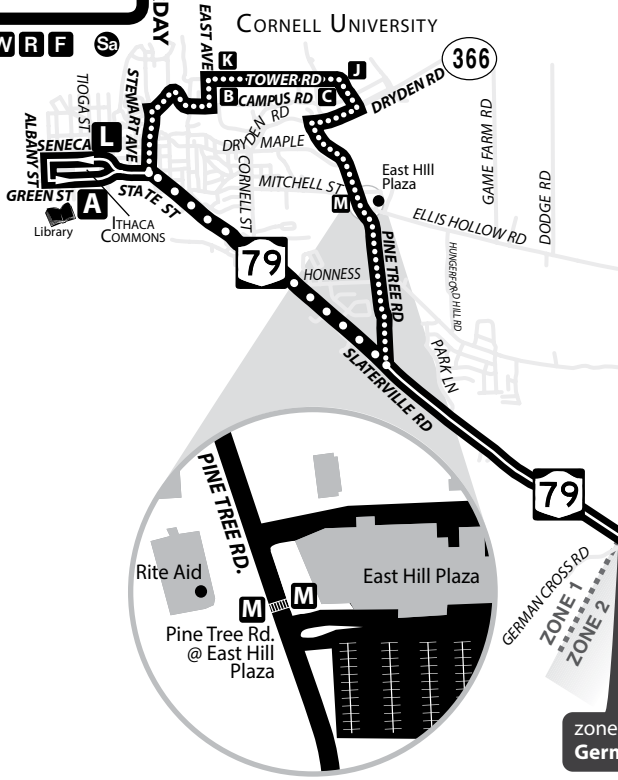 DAY
W R F Sa
CORNELL UNIVERSITY
EAST AVE
K
TOWER RD
J
366
B
CAMPUS RD
C
DRYDEN RD
TIOGA ST
STEWART AVE
DRYDEN RD
MAPLE
GAME FARM RD
DODGE RD
ALBANY ST
SENECA
L
CORNELL ST
MITCHELL ST
East Hill
Plaza
M
GREEN ST
A
STATE ST
ITHACA
COMMONS
Library
ELLIS HOLLOW RD
79
HONNESS
PINE TREE RD
HUNGERFORD HILL RD
PARK LN
SLATERVILLE RD
79
PINE TREE RD.
Rite Aid
East Hill Plaza
M
M
Pine Tree Rd.
@ East Hill
Plaza
GERMAN CROSS RD
ZONE 1
ZONE 2
zone
Germ